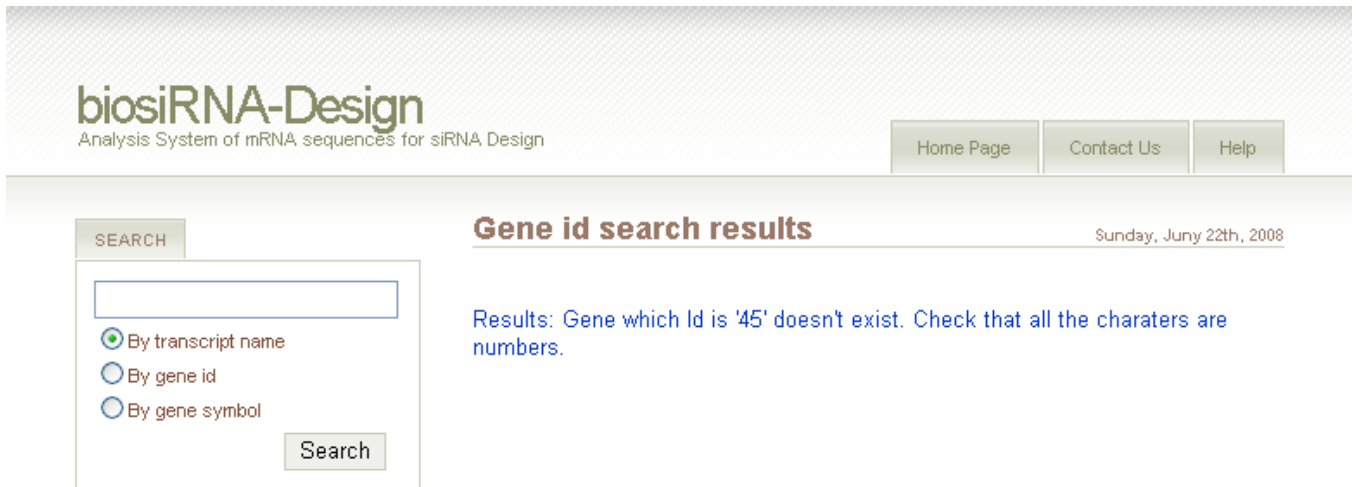 biosiRNA-Design
Analysis System of mRNA sequences for siRNA Design
Home Page
Contact Us
Help
SEARCH
By transcript name
By gene id
By gene symbol
Search
Gene id search results
Sunday, Juny 22th, 2008
Results: Gene which Id is '45' doesn't exist. Check that all the charaters are
numbers.